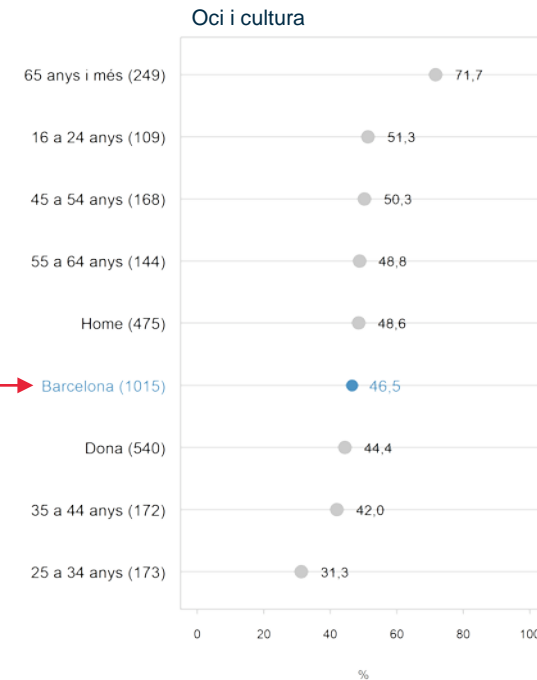 Oci i cultura
65 anys i més (249) 71,7
16 a 24 anys (109) 51,3
45 a 54 anys (168) 50,3
55 a 64 anys (144) 48,8
Home (475) 48,6
Barcelona (1015) 46,5
Dona (540) 44,4
35 a 44 anys (172) 42,0
25 a 34 anys (173) 31,3
0 20 40 60 80 100
%